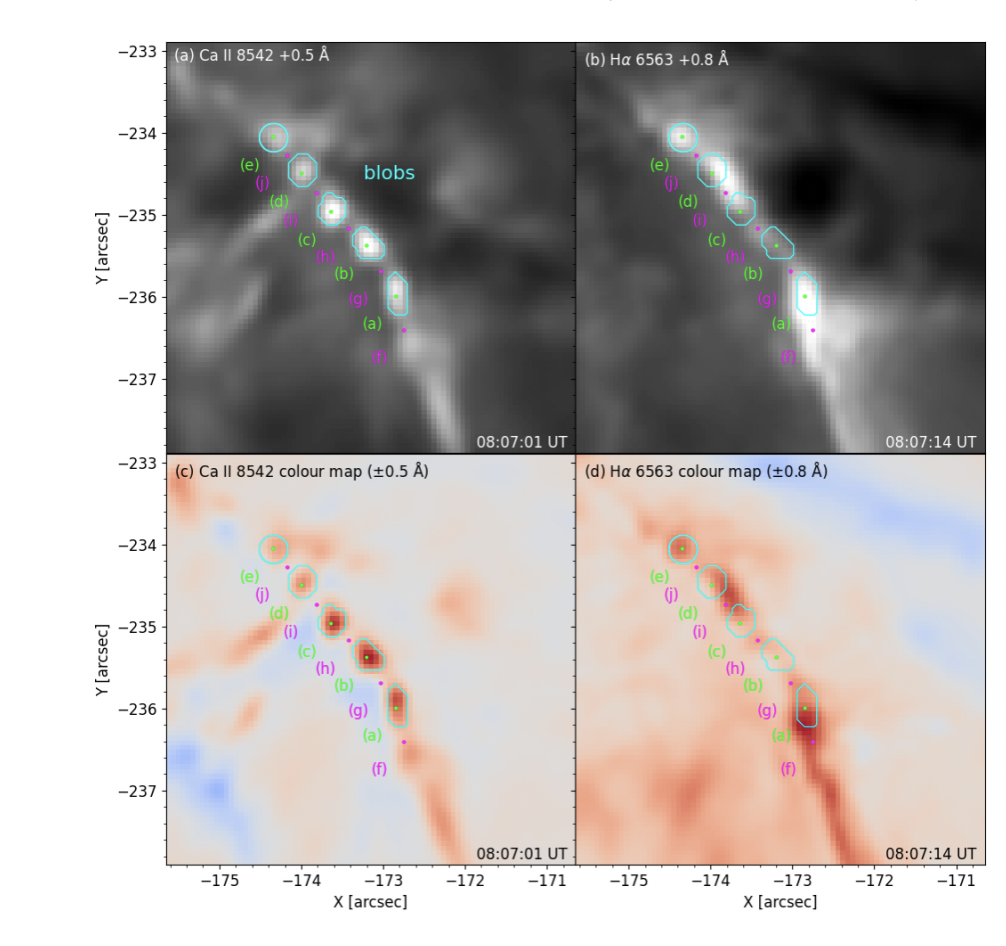 (a) Ca II 8542 +0.5 Å
(b) Hα 6563 +0.8 Å
−233
−234
−235
−236
−237
Y [arcsec]
blobs
(e)
(j)
(d)
(i)
(c)
(h)
(b)
(g)
(a)
(f)
08:07:01 UT
(e)
(j)
(d)
(i)
(c)
(h)
(b)
(g)
(a)
(f)
08:07:14 UT
(c) Ca II 8542 colour map (±0.5 Å)
(d) Hα 6563 colour map (±0.8 Å)
−233
−234
−235
−236
−237
Y [arcsec]
(e)
(j)
(d)
(i)
(c)
(h)
(b)
(g)
(a)
(f)
08:07:01 UT
(e)
(j)
(d)
(i)
(c)
(h)
(b)
(g)
(a)
(f)
08:07:14 UT
−175 −174 −173 −172 −171
−175 −174 −173 −172 −171
X [arcsec]
X [arcsec]